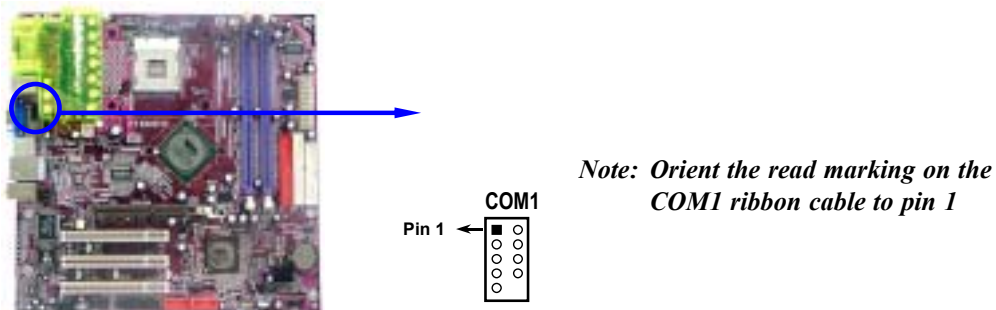 Note: Orient the read marking on the
COM1 ribbon cable to pin 1
COM1
Pin 1